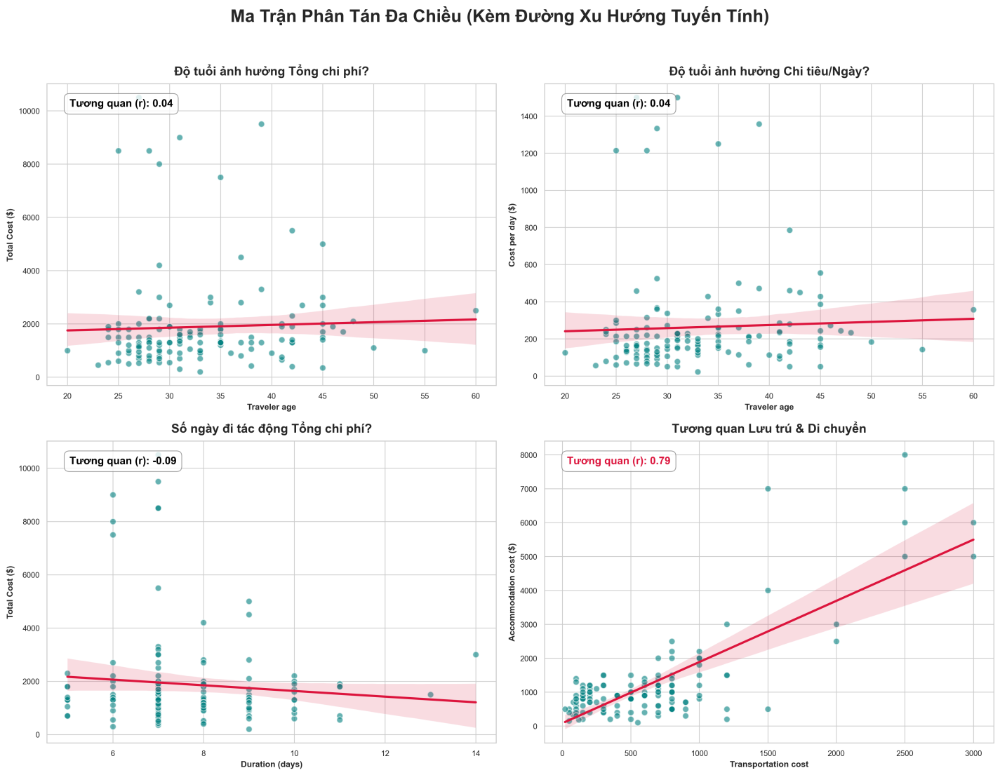 Ma Trận Phân Tán Đa Chiều (Kèm Đường Xu Hướng Tuyến Tính)
Độ tuổi ảnh hưởng Tổng chi phí?
Tương quan (r): 0.04
Total Cost ($)
10000
8000
6000
4000
2000
0
20 25 30 35 40 45 50 55 60
Traveler age
Độ tuổi ảnh hưởng Chi tiêu/Ngày?
Tương quan (r): 0.04
Cost per day ($)
1400
1200
1000
800
600
400
200
0
20 25 30 35 40 45 50 55 60
Traveler age
Số ngày đi tác động Tổng chi phí?
Tương quan (r): -0.09
Total Cost ($)
10000
8000
6000
4000
2000
0
6 8 10 12 14
Duration (days)
Tương quan Lưu trú & Di chuyển
Tương quan (r): 0.79
Accommodation cost ($)
8000
7000
6000
5000
4000
3000
2000
1000
0
0 500 1000 1500 2000 2500 3000
Transportation cost